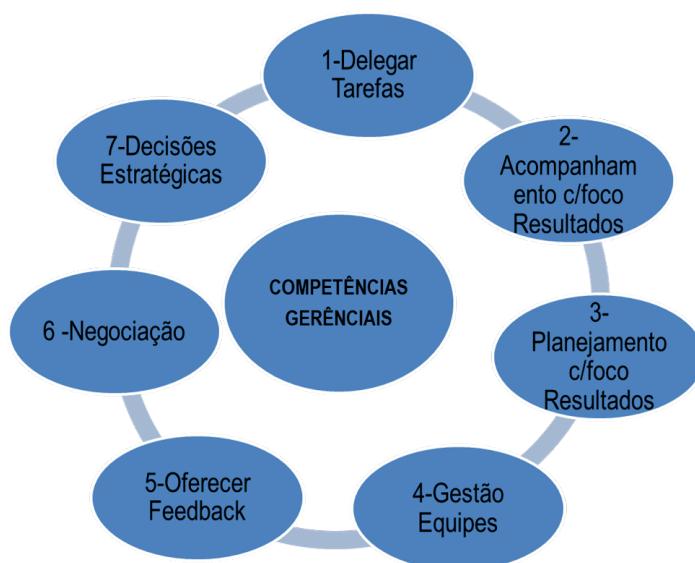 1-Delegar
Tarefas
2-
Acompanham
ento c/foco
Resultados
3-
Planejamento
c/foco
Resultados
4-Gestão
Equipes
5-Oferecer
Feedback
6 -Negociação
7-Decisões
Estratégicas
COMPETÊNCIAS
GERÊNCIAIS